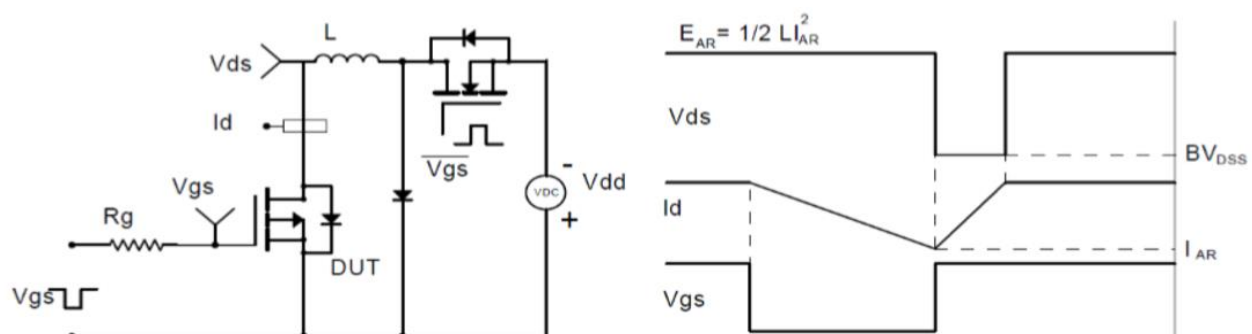 L
Vds
Id
Vgs
Rg
Vgs
DUT
Vgs
-
Vdd
+
VDC
E_AR = 1/2 LI_AR^2
Vds
BV_DSS
Id
I_AR
Vgs